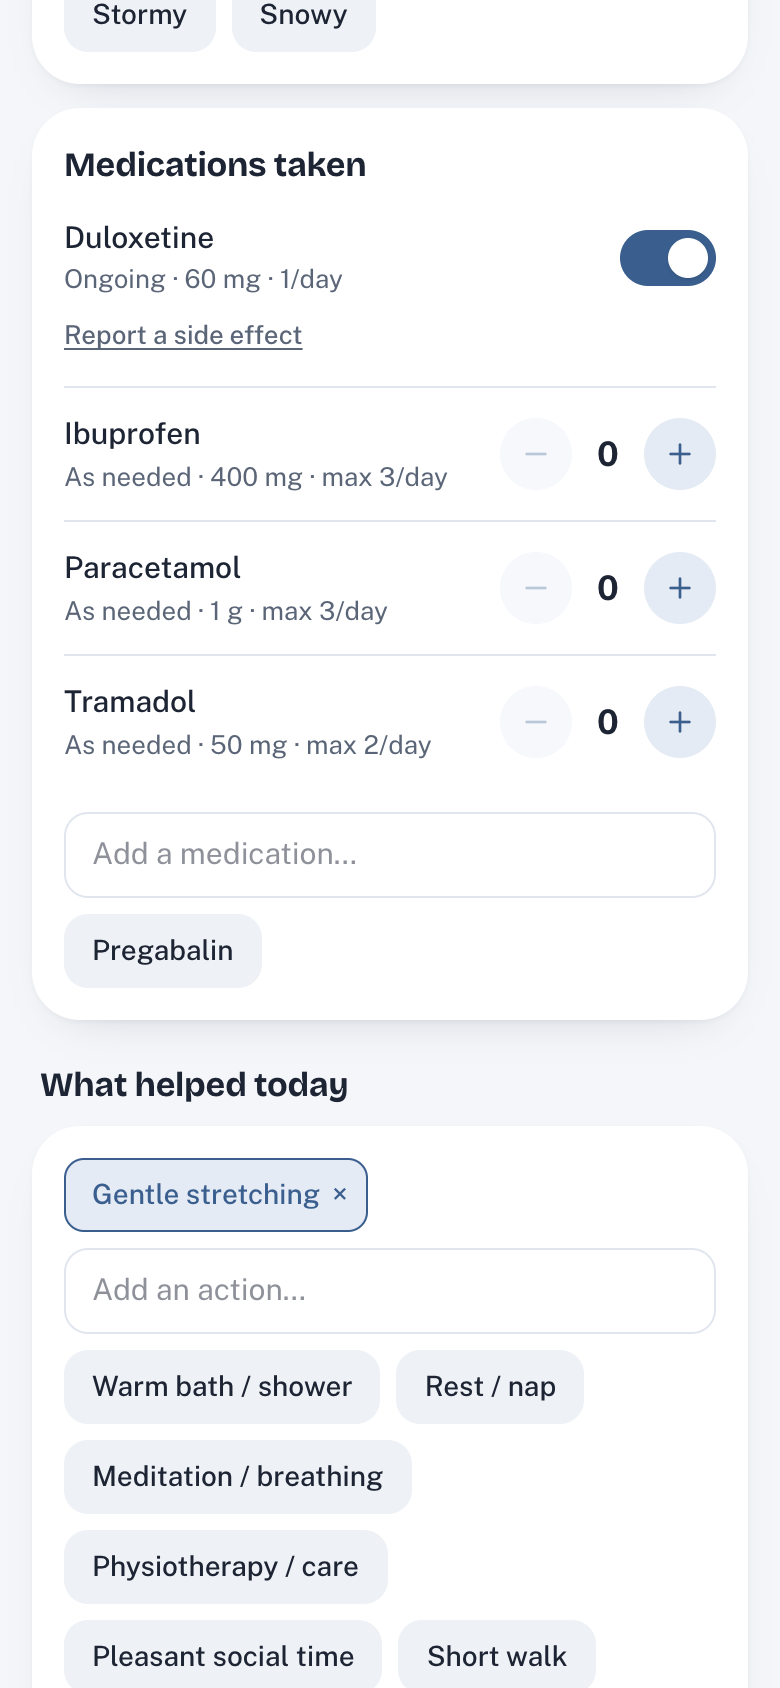 Stormy Snowy
Medications taken
Duloxetine
Ongoing · 60 mg · 1/day
Report a side effect
Ibuprofen
As needed · 400 mg · max 3/day
− 0 +
Paracetamol
As needed · 1 g · max 3/day
− 0 +
Tramadol
As needed · 50 mg · max 2/day
− 0 +
Add a medication...
Pregabalin
What helped today
Gentle stretching ×
Add an action...
Warm bath / shower Rest / nap
Meditation / breathing
Physiotherapy / care
Pleasant social time Short walk